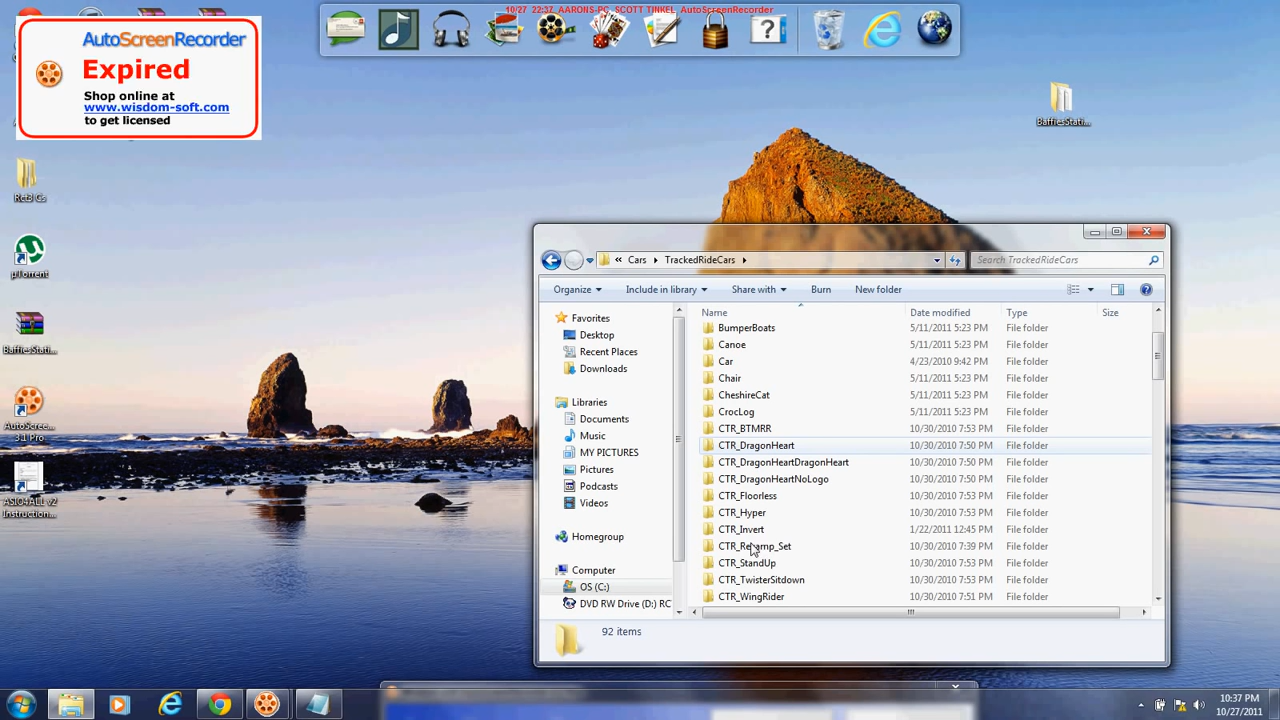 10/27 22:37 AARONS-PC SCOTT TINKEL AutoScreenRecorder
AutoScreenRecorder
Expired
Shop online at
www.wisdom-soft.com
to get licensed
BaffiesStati...
Rct3 Cs
µTorrent
BaffiesStati...
AutoScree...
3.1 Pro
ASIO4ALL v2
Instruction...
« Cars TrackedRideCars
Search TrackedRideCars
Organize Include in library Share with Burn New folder
Favorites
Desktop
Recent Places
Downloads
Libraries
Documents
Music
MY PICTURES
Pictures
Podcasts
Videos
Homegroup
Computer
OS (C:)
DVD RW Drive (D:) RC
Name Date modified Type Size
BumperBoats 5/11/2011 5:23 PM File folder
Canoe 5/11/2011 5:23 PM File folder
Car 4/23/2010 9:42 PM File folder
Chair 5/11/2011 5:23 PM File folder
CheshireCat 5/11/2011 5:23 PM File folder
CrocLog 5/11/2011 5:23 PM File folder
CTR_BTMRR 10/30/2010 7:53 PM File folder
CTR_DragonHeart 10/30/2010 7:50 PM File folder
CTR_DragonHeartDragonHeart 10/30/2010 7:50 PM File folder
CTR_DragonHeartNoLogo 10/30/2010 7:50 PM File folder
CTR_Floorless 10/30/2010 7:53 PM File folder
CTR_Hyper 10/30/2010 7:53 PM File folder
CTR_Invert 1/22/2011 12:45 PM File folder
CTR_Revamp_Set 10/30/2010 7:39 PM File folder
CTR_StandUp 10/30/2010 7:53 PM File folder
CTR_TwisterSitdown 10/30/2010 7:53 PM File folder
CTR_WingRider 10/30/2010 7:51 PM File folder
92 items
10:37 PM
10/27/2011